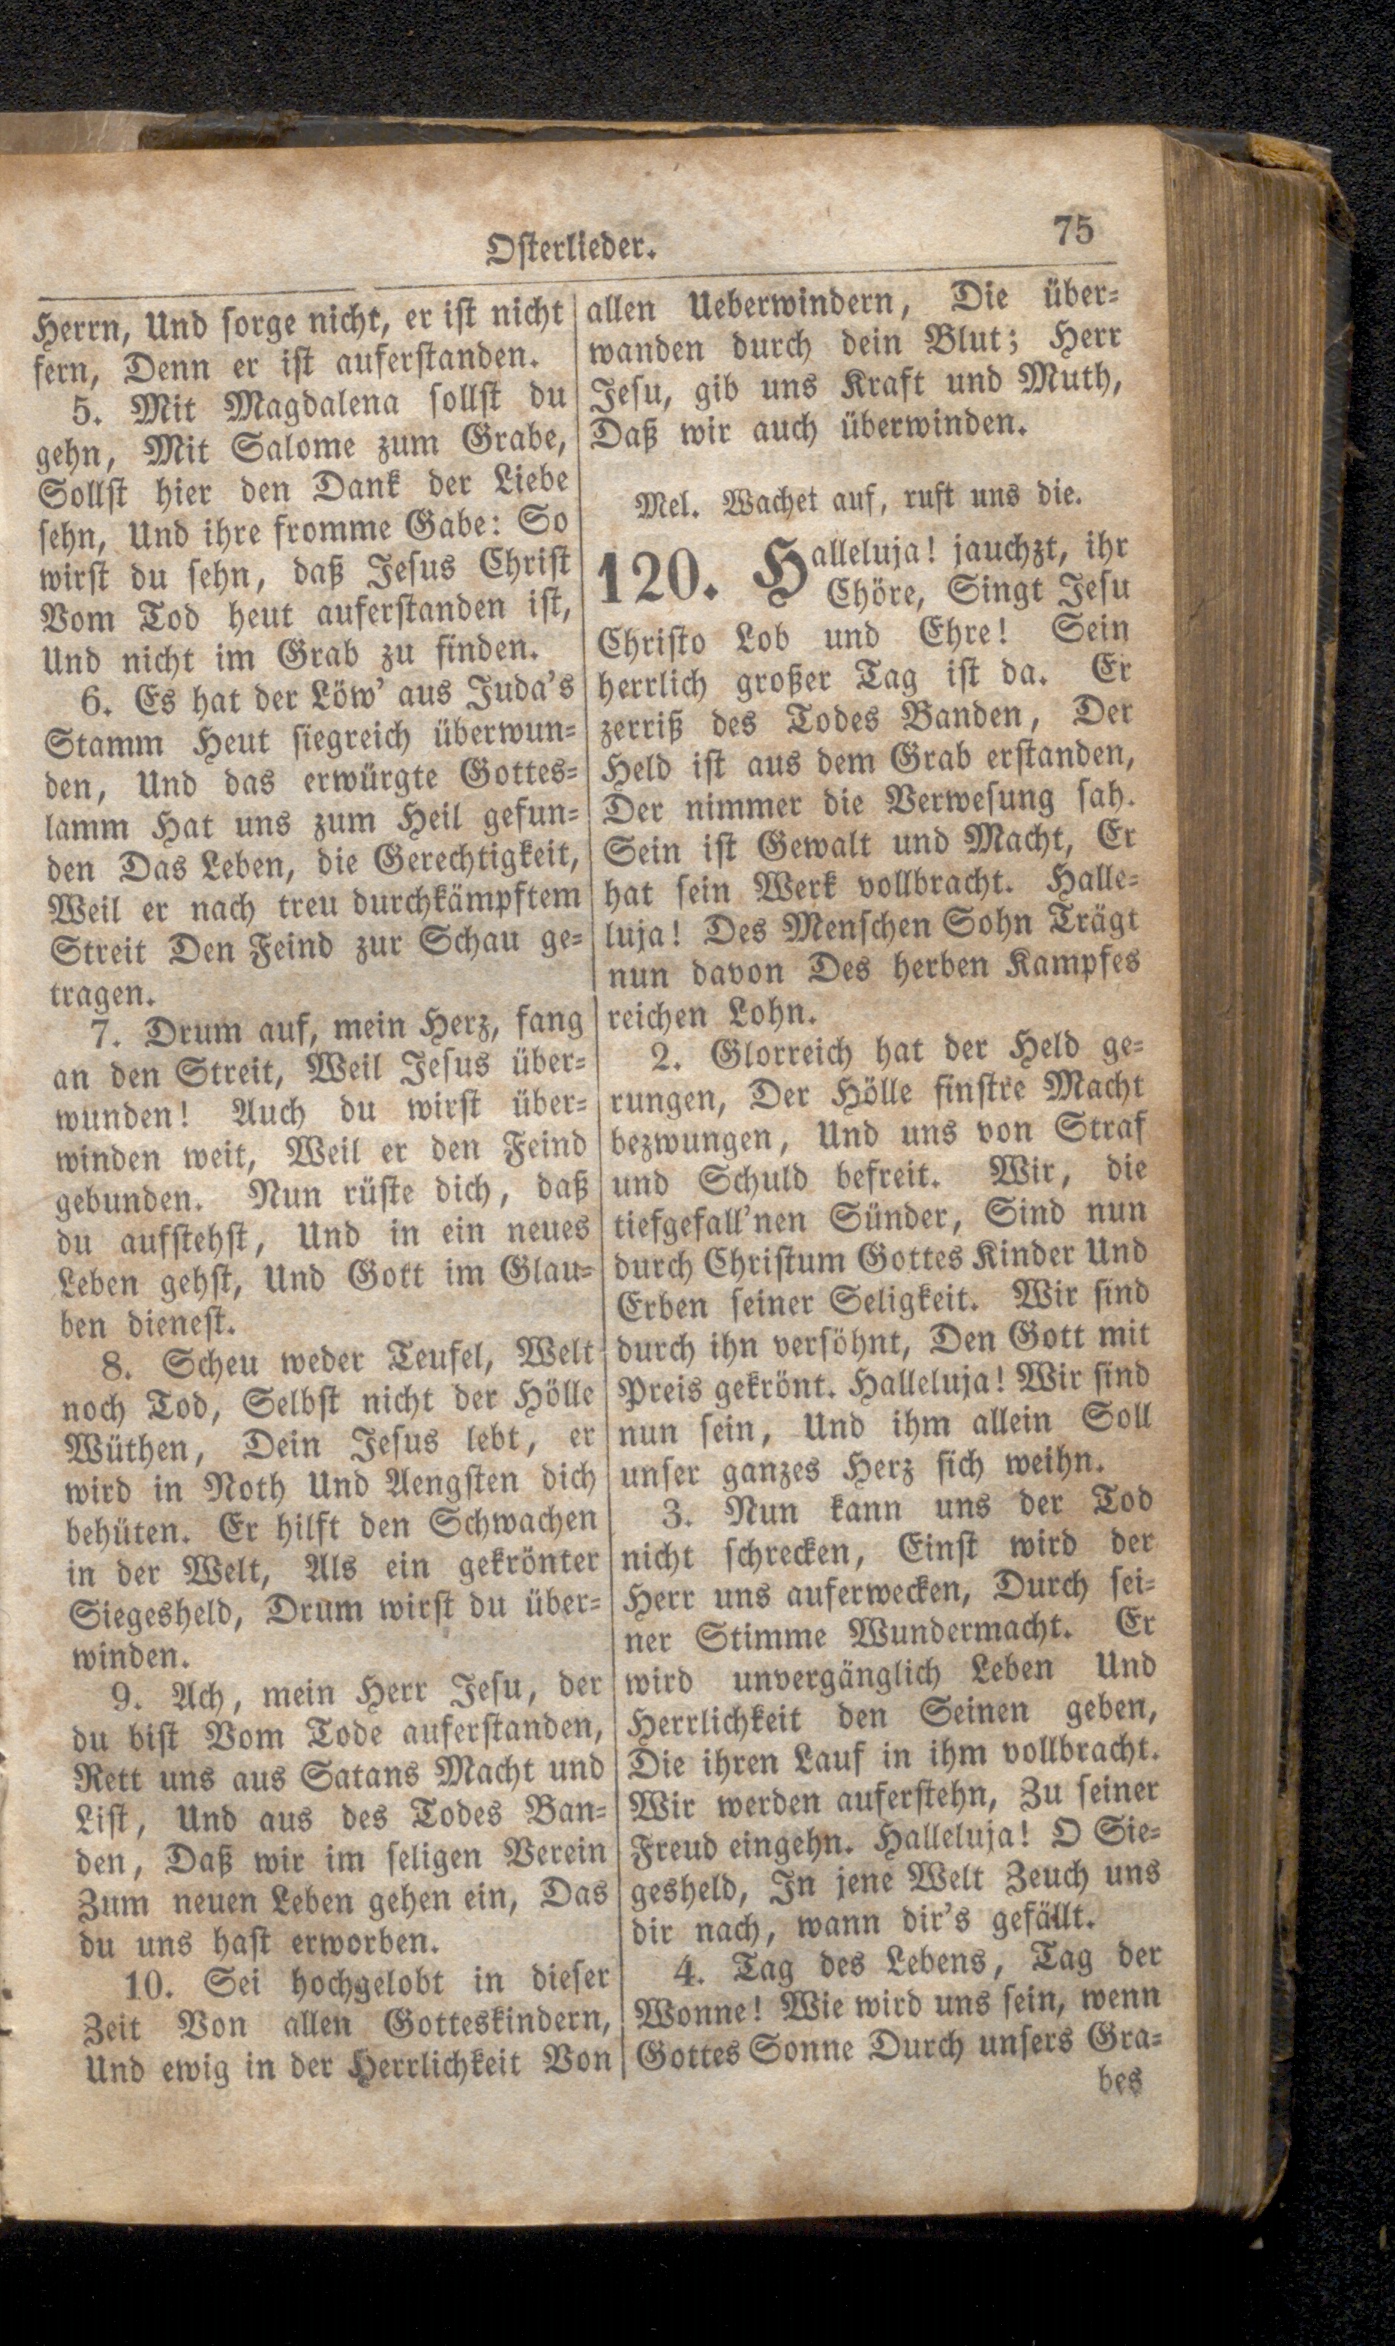 Osterlieder.
75
Herrn, Und sorge nicht, er ist nicht
fern, Denn er ist auferstanden.
5. Mit Magdalena sollst du
gehn, Mit Salome zum Grabe,
Sollst hier den Dank der Liebe
sehn, Und ihre fromme Gabe: So
wirst du sehn, daß Jesus Christ
Vom Tod heut auferstanden ist,
Und nicht im Grab zu finden.
6. Es hat der Löw' aus Juda's
Stamm Heut siegreich überwun-
den, Und das erwürgte Gottes-
lamm Hat uns zum Heil gefun-
den Das Leben, die Gerechtigkeit,
Weil er nach treu durchkämpftem
Streit Den Feind zur Schau ge-
tragen.
7. Drum auf, mein Herz, fang
an den Streit, Weil Jesus über-
wunden! Auch du wirst über-
winden weit, Weil er den Feind
gebunden. Nun rüste dich, daß
du aufstehst, Und in ein neues
Leben gehst, Und Gott im Glau-
ben dienest.
8. Scheu weder Teufel, Welt
noch Tod, Selbst nicht der Hölle
Wüthen, Dein Jesus lebt, er
wird in Noth Und Aengsten dich
behüten. Er hilft den Schwachen
in der Welt, Als ein gekrönter
Siegesheld, Drum wirst du über-
winden.
9. Ach, mein Herr Jesu, der
du bist Vom Tode auferstanden,
Rett uns aus Satans Macht und
List, Und aus des Todes Ban-
den, Daß wir im seligen Verein
Zum neuen Leben gehen ein, Das
du uns hast erworben.
10. Sei hochgelobt in dieser
Zeit Von allen Gotteskindern,
Und ewig in der Herrlichkeit Von
allen Ueberwindern, Die über-
wanden durch dein Blut; Herr
Jesu, gib uns Kraft und Muth,
Daß wir auch überwinden.
Mel. Wachet auf, ruft uns die.
120. Halleluja! jauchzt, ihr
Chöre, Singt Jesu
Christo Lob und Ehre! Sein
herrlich großer Tag ist da. Er
zerriß des Todes Banden, Der
Held ist aus dem Grab erstanden,
Der nimmer die Verwesung sah.
Sein ist Gewalt und Macht, Er
hat sein Werk vollbracht. Halle-
luja! Des Menschen Sohn Trägt
nun davon Des herben Kampfes
reichen Lohn.
2. Glorreich hat der Held ge-
rungen, Der Hölle finstre Macht
bezwungen, Und uns von Straf
und Schuld befreit. Wir, die
tiefgefall'nen Sünder, Sind nun
durch Christum Gottes Kinder Und
Erben seiner Seligkeit. Wir sind
durch ihn versöhnt, Den Gott mit
Preis gekrönt. Halleluja! Wir sind
nun sein, Und ihm allein Soll
unser ganzes Herz sich weihn.
3. Nun kann uns der Tod
nicht schrecken, Einst wird der
Herr uns auferwecken, Durch sei-
ner Stimme Wundermacht. Er
wird unvergänglich Leben Und
Herrlichkeit den Seinen geben,
Die ihren Lauf in ihm vollbracht.
Wir werden auferstehn, Zu seiner
Freud eingehn. Halleluja! O Sie-
gesheld, In jene Welt Zeuch uns
dir nach, wann dir's gefällt.
4. Tag des Lebens, Tag der
Wonne! Wie wird uns sein, wenn
Gottes Sonne Durch unsers Gra-
bes